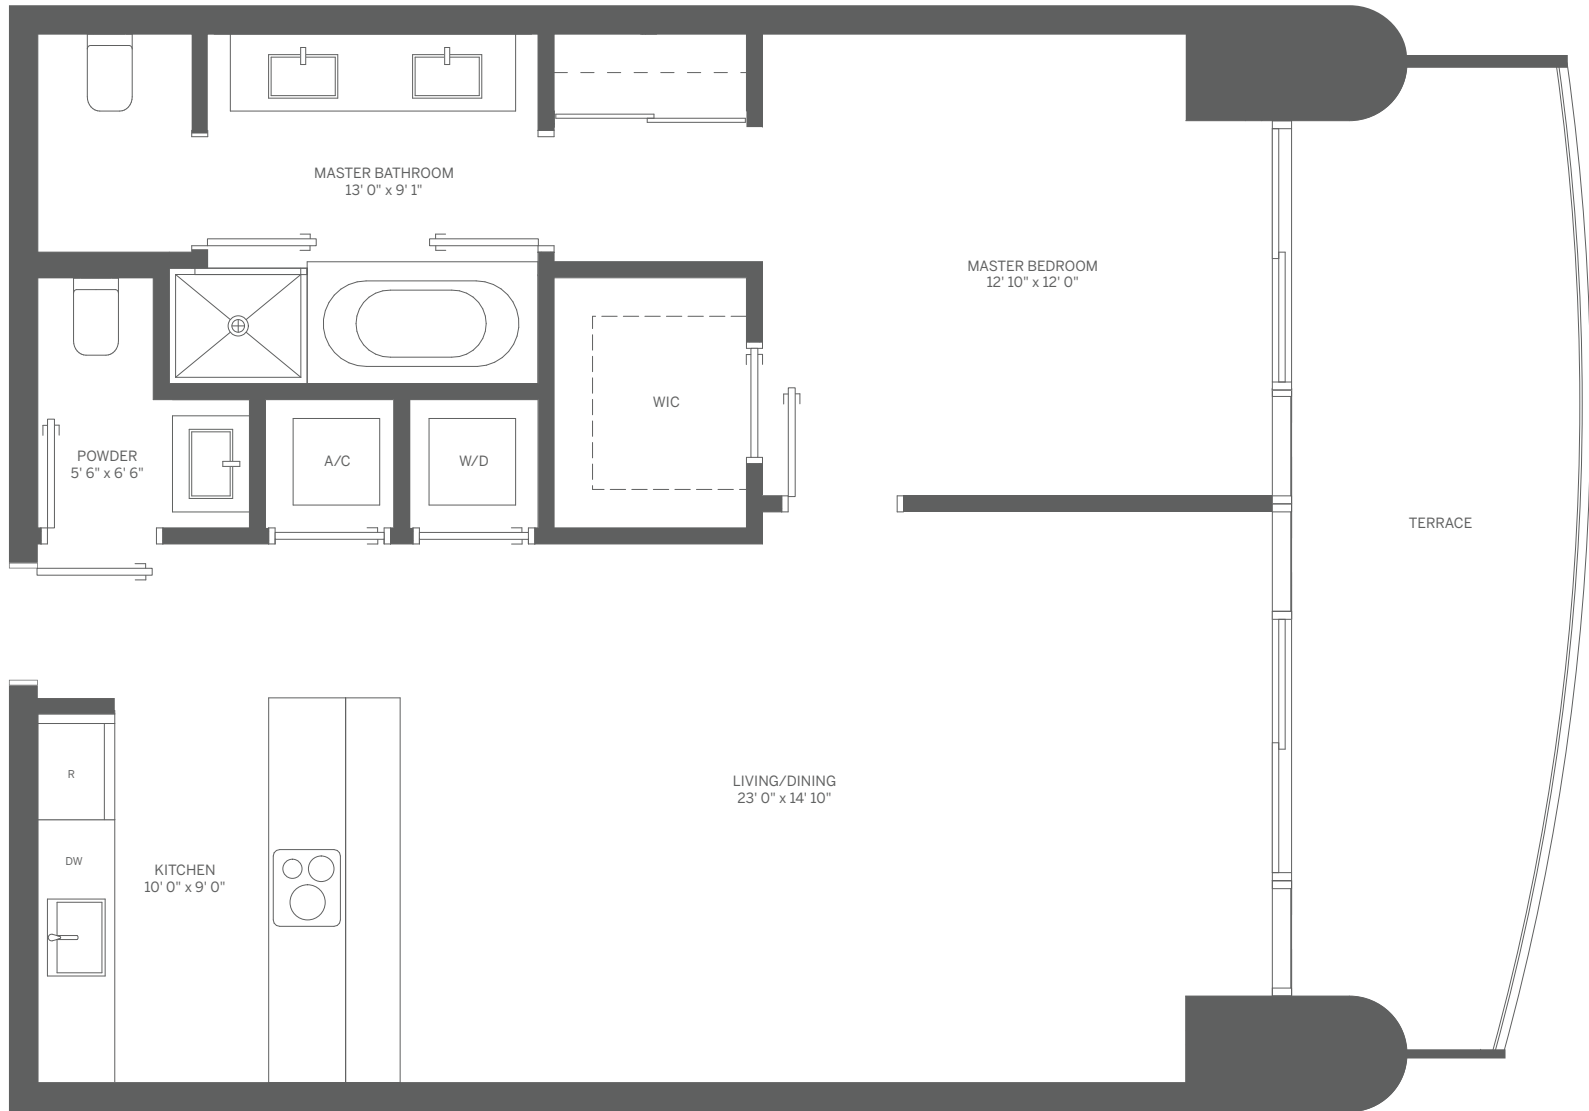 MASTER BATHROOM
13' 0" x 9' 1"
MASTER BEDROOM
12' 10" x 12' 0"
WIC
POWDER
5' 6" x 6' 6"
A/C
W/D
TERRACE
R
LIVING/DINING
23' 0" x 14' 10"
DW
KITCHEN
10' 0" x 9' 0"